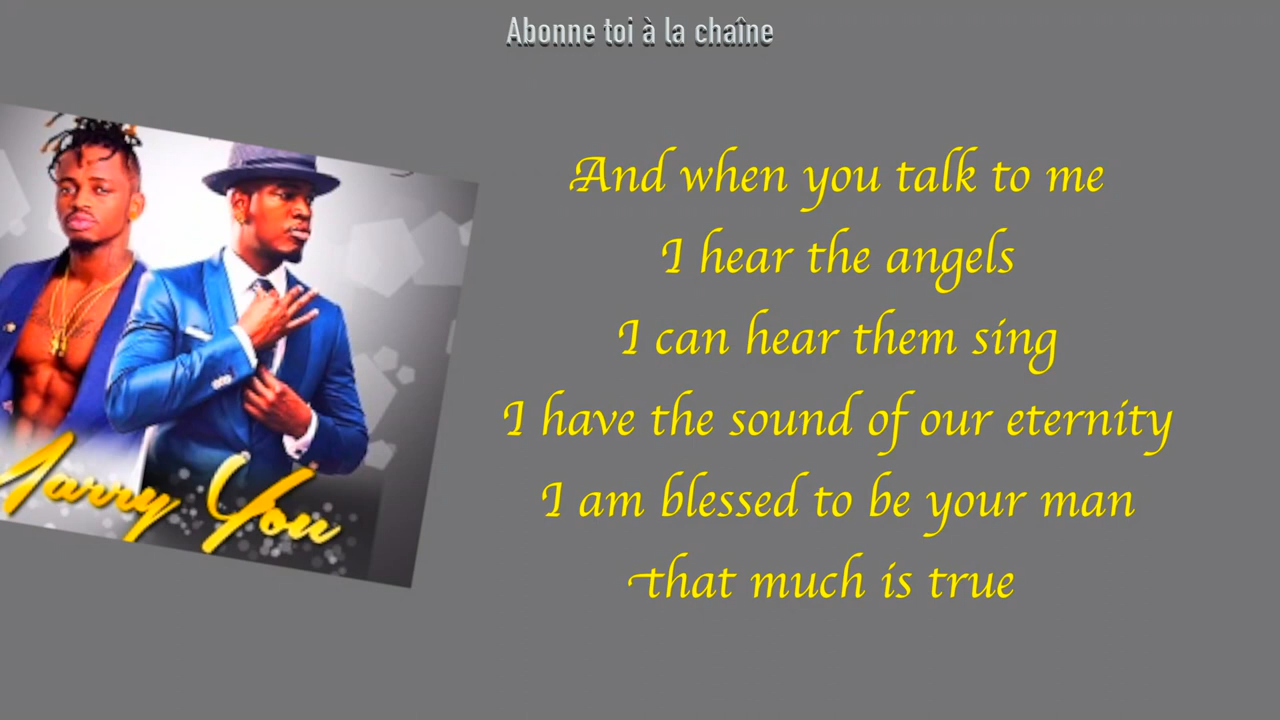 Abonne toi à la chaîne
And when you talk to me
I hear the angels
I can hear them sing
I have the sound of our eternity
I am blessed to be your man
that much is true
Marry You